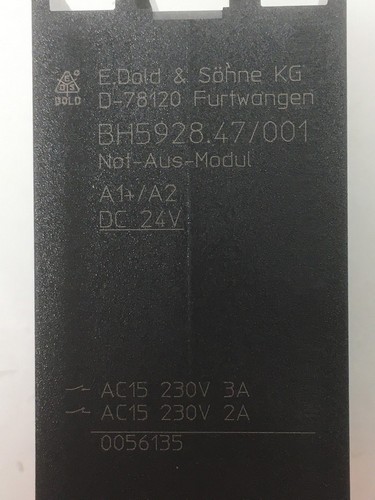 E.Dold & Söhne KG
DOLD
D-78120 Furtwangen
BH5928.47/001
Not-Aus-Modul
A1+/A2
DC 24V
AC15 230V 3A
AC15 230V 2A
0056135